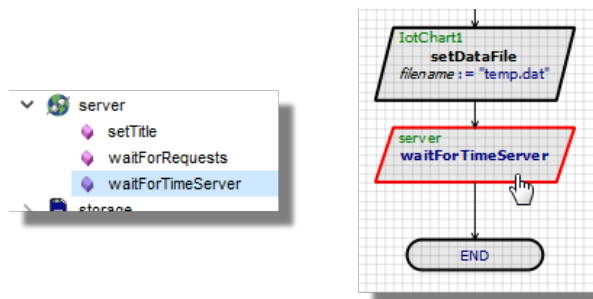 server
setTitle
waitForRequests
waitForTimeServer
storage
IotChart1
setDataFile
filename := "temp.dat"
server
waitForTimeServer
END